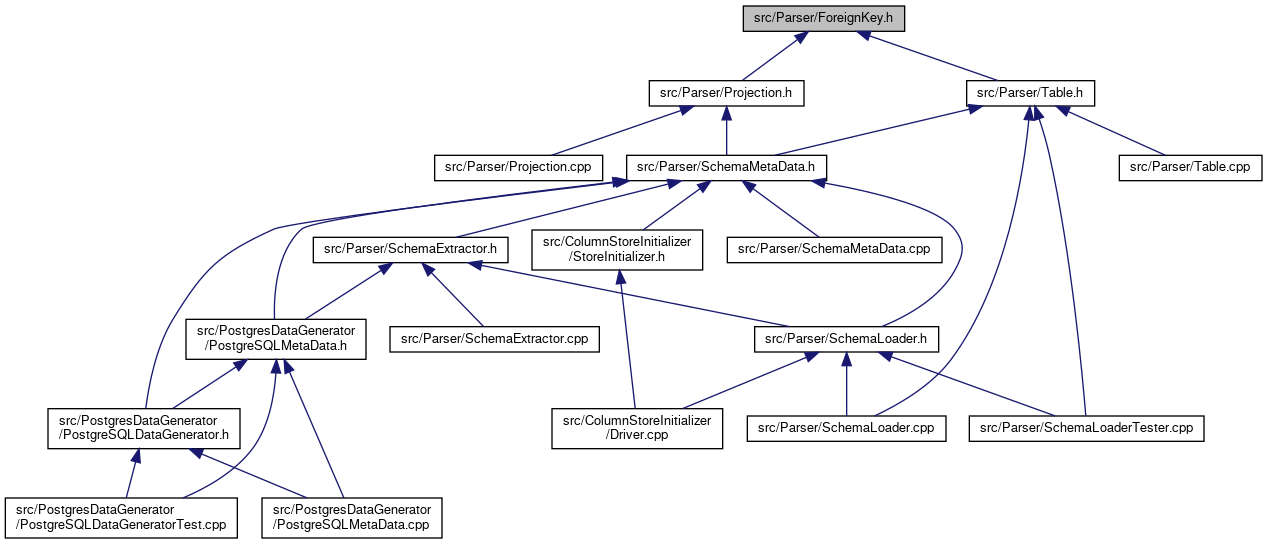 src/Parser/ForeignKey.h
src/Parser/Projection.h
src/Parser/Table.h
src/Parser/Projection.cpp
src/Parser/SchemaMetaData.h
src/Parser/Table.cpp
src/Parser/SchemaExtractor.h
src/ColumnStoreInitializer
/StoreInitializer.h
src/Parser/SchemaMetaData.cpp
src/PostgresDataGenerator
/PostgreSQLMetaData.h
src/Parser/SchemaExtractor.cpp
src/Parser/SchemaLoader.h
src/PostgresDataGenerator
/PostgreSQLDataGenerator.h
src/ColumnStoreInitializer
/Driver.cpp
src/Parser/SchemaLoader.cpp
src/Parser/SchemaLoaderTester.cpp
src/PostgresDataGenerator
/PostgreSQLDataGeneratorTest.cpp
src/PostgresDataGenerator
/PostgreSQLMetaData.cpp